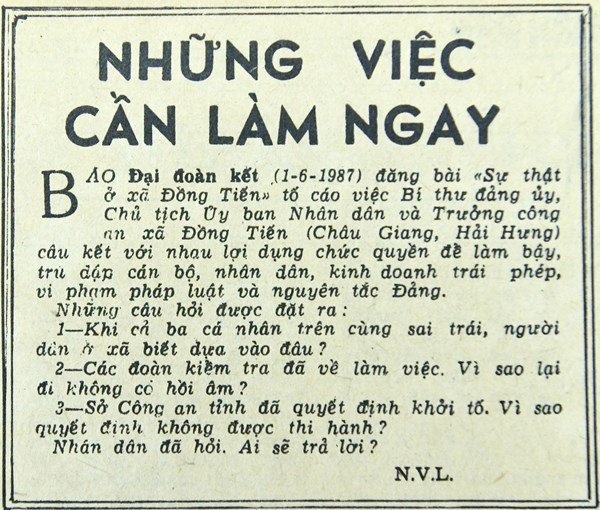 NHỮNG VIỆC
CẦN LÀM NGAY
BÁO Đại đoàn kết (1-6-1987) đăng bài «Sự thật
ở xã Đồng Tiến» tố cáo việc Bí thư đảng ủy,
Chủ tịch Ủy ban Nhân dân và Trưởng công
an xã Đồng Tiến (Châu Giang, Hải Hưng)
câu kết với nhau lợi dụng chức quyền để làm bậy,
trù dập cán bộ, nhân dân, kinh doanh trái phép,
vi phạm pháp luật và nguyên tắc Đảng.
Những câu hỏi được đặt ra :
1—Khi cả ba cá nhân trên cùng sai trái, người
dân ở xã biết dựa vào đâu ?
2—Các đoàn kiểm tra đã về làm việc. Vì sao lại
đi không có hồi âm ?
3—Sở Công an tỉnh đã quyết định khởi tố. Vì sao
quyết định không được thi hành ?
Nhân dân đã hỏi. Ai sẽ trả lời ?
N.V.L.